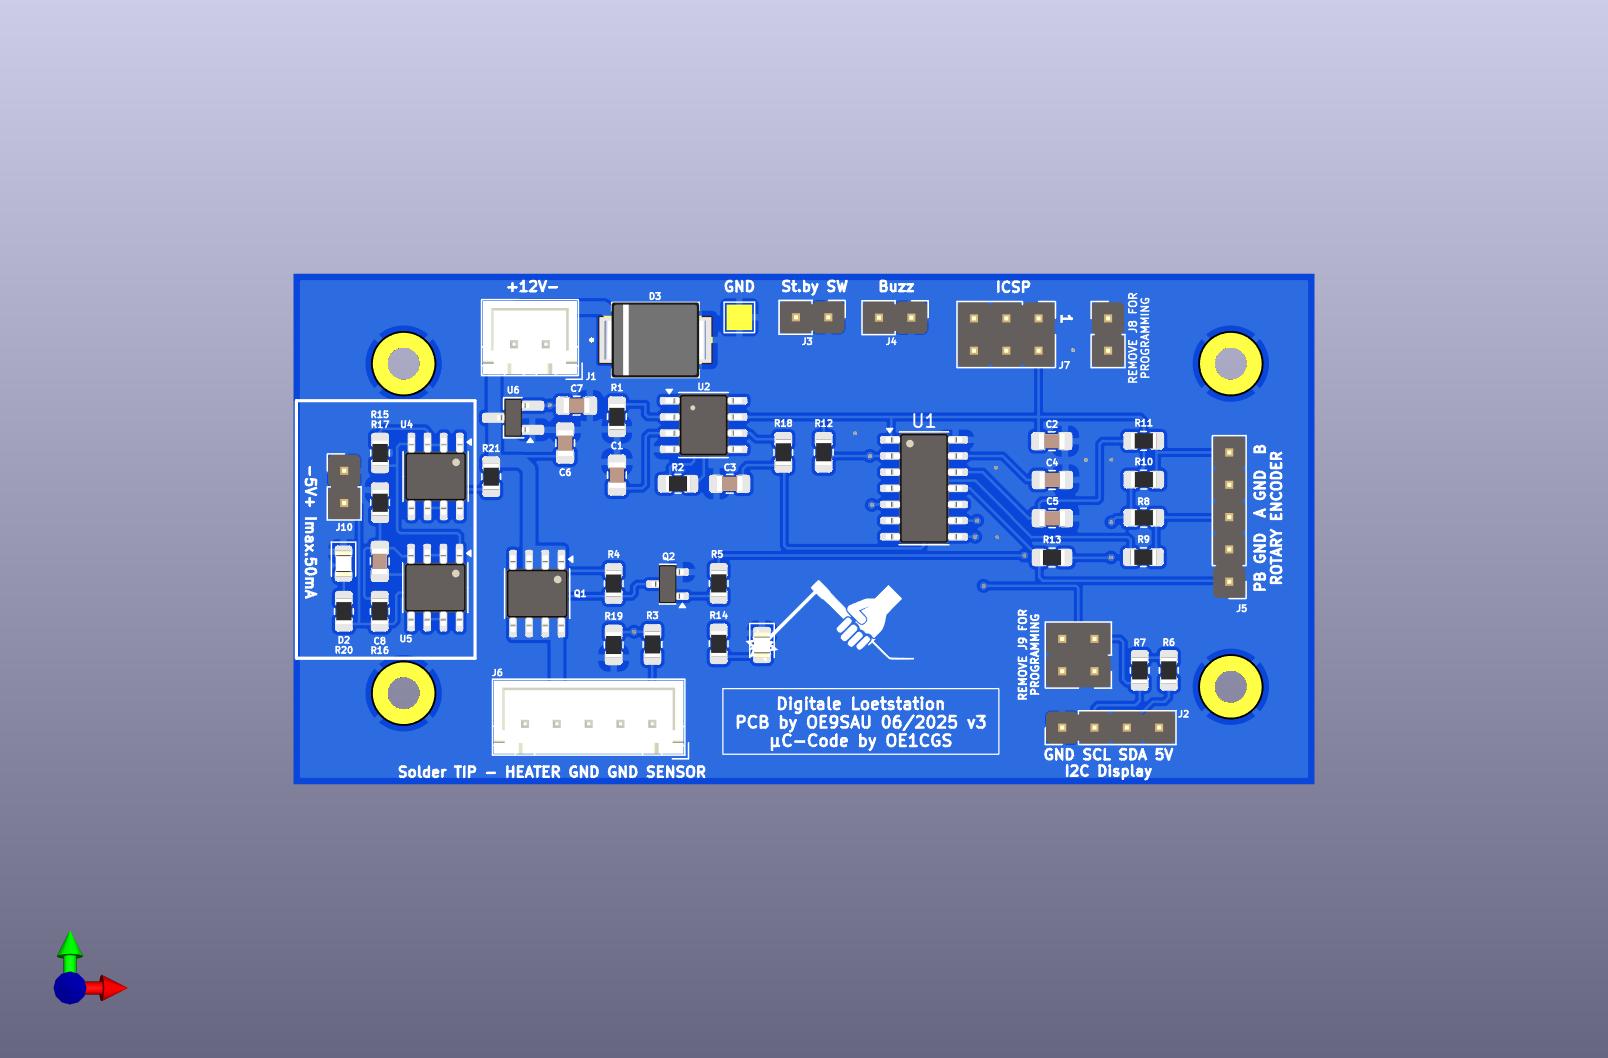 +12V-
GND
St.by SW
Buzz
ICSP
D3
J1
J3
J4
1
J7
REMOVE J8 FOR
PROGRAMMING
U6
C7
R1
U2
C6
C1
R2
C3
R18
R12
U1
C2
R11
C4
R10
C5
R8
R13
R9
PB GND A GND B
ROTARY ENCODER
J5
R15
R17
U4
R21
-5V+ Imax.50mA
J10
D2
R20
C8
R16
U5
Q1
R4
Q2
R5
R19
R3
R14
REMOVE J9 FOR
PROGRAMMING
R7
R6
J6
J2
Digitale Loetstation
PCB by OE9SAU 06/2025 v3
µC-Code by OE1CGS
GND SCL SDA 5V
I2C Display
Solder TIP - HEATER GND GND SENSOR